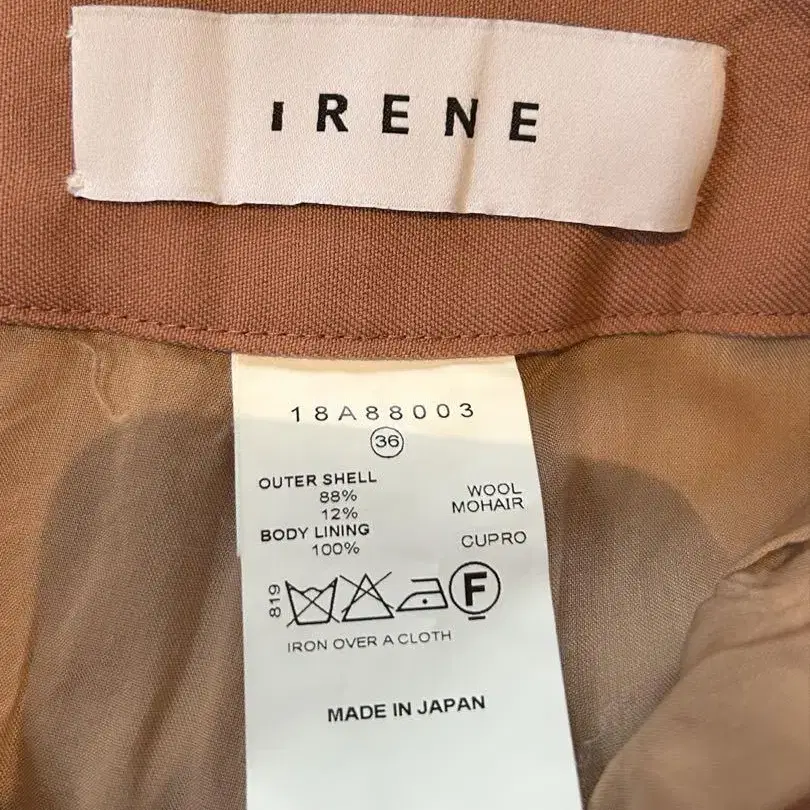 IRENE
18A88003
36
OUTER SHELL
88% WOOL
12% MOHAIR
BODY LINING
100% CUPRO
819
F
IRON OVER A CLOTH
MADE IN JAPAN